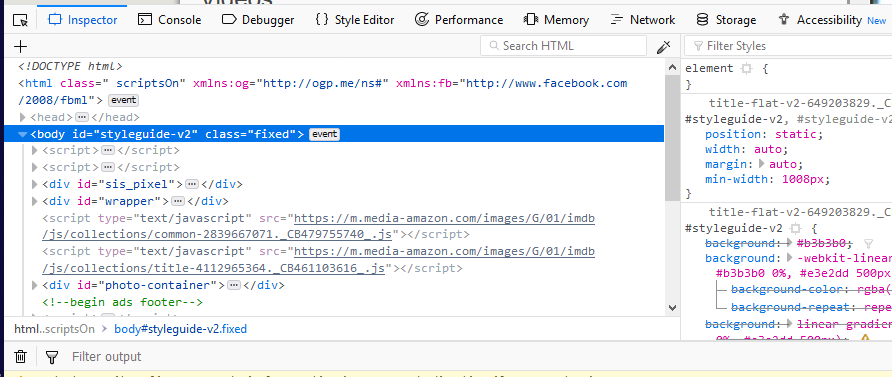 Videos
Inspector Console Debugger Style Editor Performance Memory Network Storage Accessibility New
Search HTML
Filter Styles
<!DOCTYPE html>
<html class=" scriptsOn" xmlns:og="http://ogp.me/ns#" xmlns:fb="http://www.facebook.com
/2008/fbml"> event
<head> ... </head>
<body id="styleguide-v2" class="fixed"> event
<script> ... </script>
<script> ... </script>
<div id="sis_pixel"> ... </div>
<div id="wrapper"> ... </div>
<script type="text/javascript" src="https://m.media-amazon.com/images/G/01/imdb
/js/collections/common-2839667071._CB479755740_.js"></script>
<script type="text/javascript" src="https://m.media-amazon.com/images/G/01/imdb
/js/collections/title-4112965364._CB461103616_.js"></script>
<div id="photo-container"> ... </div>
<!--begin ads footer-->
html.scriptsOn > body#styleguide-v2.fixed
element {
}
title-flat-v2-649203829._C
#styleguide-v2, #styleguide-v
position: static;
width: auto;
margin: auto;
min-width: 1008px;
}
title-flat-v2-649203829._C
#styleguide-v2 {
background: #b3b3b0;
background: -webkit-linear
#b3b3b0 0%, #e3e2dd 500px
background-color: rgba(
background-repeat: repe
background: linear-gradien
0%, #e3e2dd 500px);
Filter output